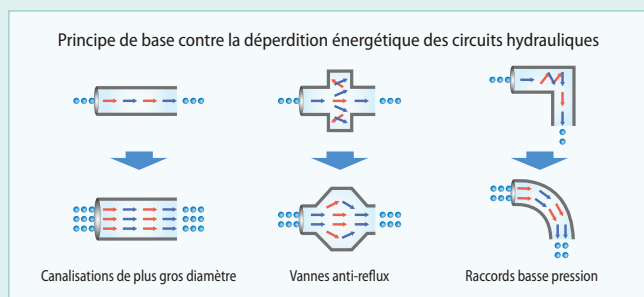 Principe de base contre la déperdition énergétique des circuits hydrauliques
Canalisations de plus gros diamètre
Vannes anti-reflux
Raccords basse pression